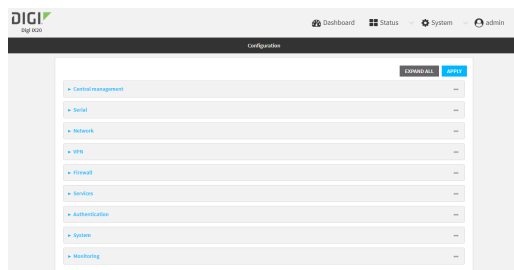 DIGI
Digi IX20
Dashboard
Status
System
admin
Configuration
EXPAND ALL
APPLY
Central management
Serial
Network
VPN
Firewall
Services
Authentication
System
Monitoring